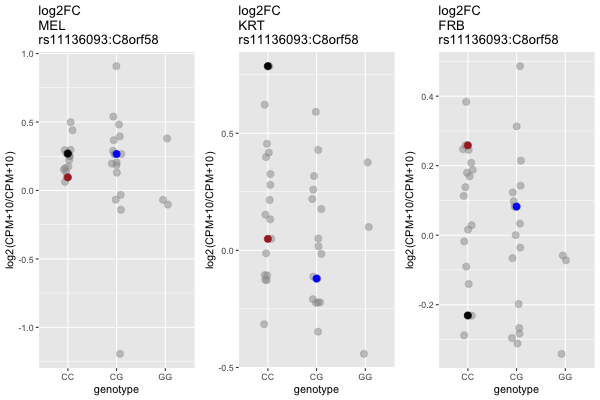 log2FC
MEL
rs11136093:C8orf58
log2(CPM+10/CPM+10)
1.0
0.5
0.0
-0.5
-1.0
CC
CG
GG
genotype
log2FC
KRT
rs11136093:C8orf58
log2(CPM+10/CPM+10)
0.5
0.0
-0.5
CC
CG
GG
genotype
log2FC
FRB
rs11136093:C8orf58
log2(CPM+10/CPM+10)
0.4
0.2
0.0
-0.2
CC
CG
GG
genotype